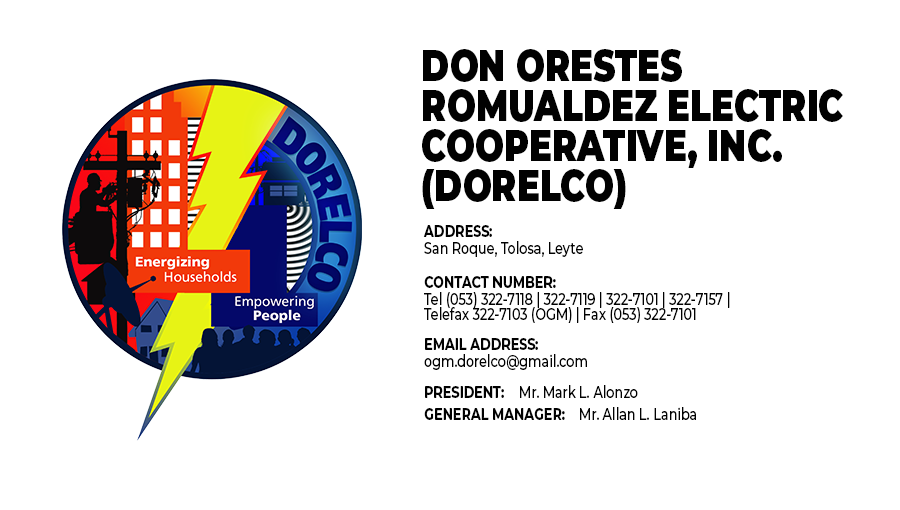 DORELCO
Energizing
Households
Empowering
People
DON ORESTES
ROMUALDEZ ELECTRIC
COOPERATIVE, INC.
(DORELCO)
ADDRESS:
San Roque, Tolosa, Leyte
CONTACT NUMBER:
Tel (053) 322-7118 | 322-7119 | 322-7101 | 322-7157 |
Telefax 322-7103 (OGM) | Fax (053) 322-7101
EMAIL ADDRESS:
ogm.dorelco@gmail.com
PRESIDENT: Mr. Mark L. Alonzo
GENERAL MANAGER: Mr. Allan L. Laniba